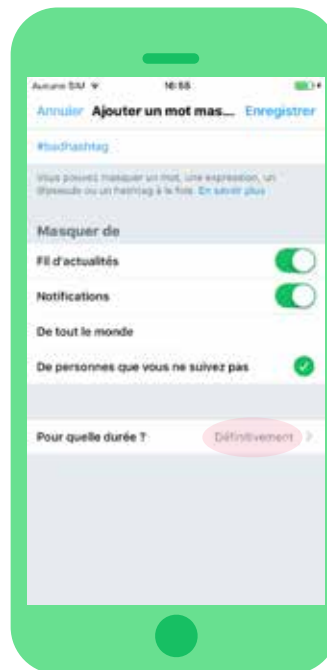 Aucune SIM 16:55
Annuler Ajouter un mot mas... Enregistrer
#badhashtag
Vous pouvez masquer un mot, une expression, un
@pseudo ou un hashtag à la fois. En savoir plus
Masquer de
Fil d'actualités
Notifications
De tout le monde
De personnes que vous ne suivez pas
Pour quelle durée ? Définitivement